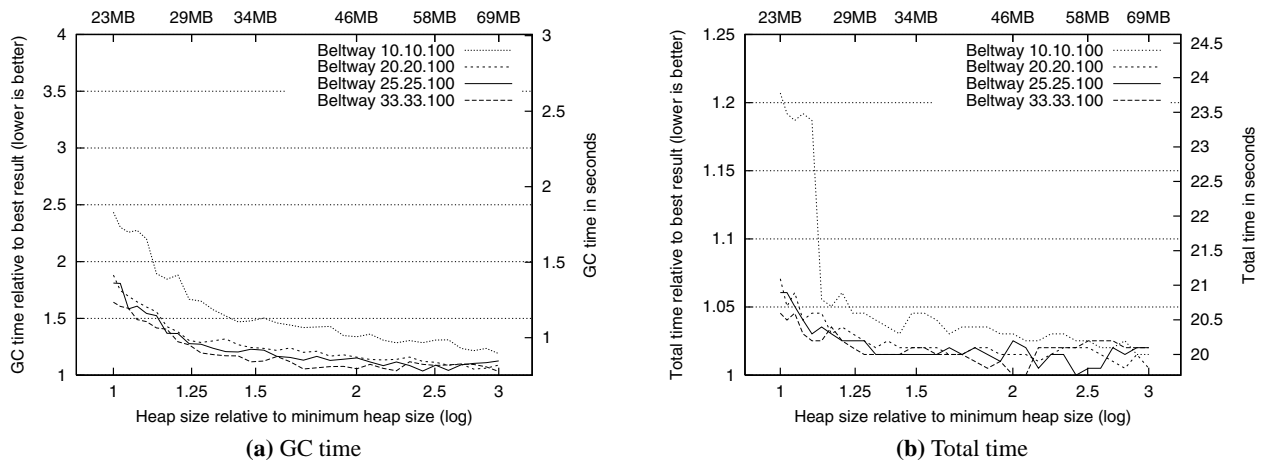 23MB 29MB 34MB 46MB 58MB 69MB
GC time relative to best result (lower is better)
4
3.5
3
2.5
2
1.5
1
Beltway 10.10.100
Beltway 20.20.100
Beltway 25.25.100
Beltway 33.33.100
3
2.5
2
1.5
1
GC time in seconds
1 1.25 1.5 2 2.5 3
Heap size relative to minimum heap size (log)
(a) GC time
23MB 29MB 34MB 46MB 58MB 69MB
Total time relative to best result (lower is better)
1.25
1.2
1.15
1.1
1.05
1
Beltway 10.10.100
Beltway 20.20.100
Beltway 25.25.100
Beltway 33.33.100
24.5
24
23.5
23
22.5
22
21.5
21
20.5
20
Total time in seconds
1 1.25 1.5 2 2.5 3
Heap size relative to minimum heap size (log)
(b) Total time